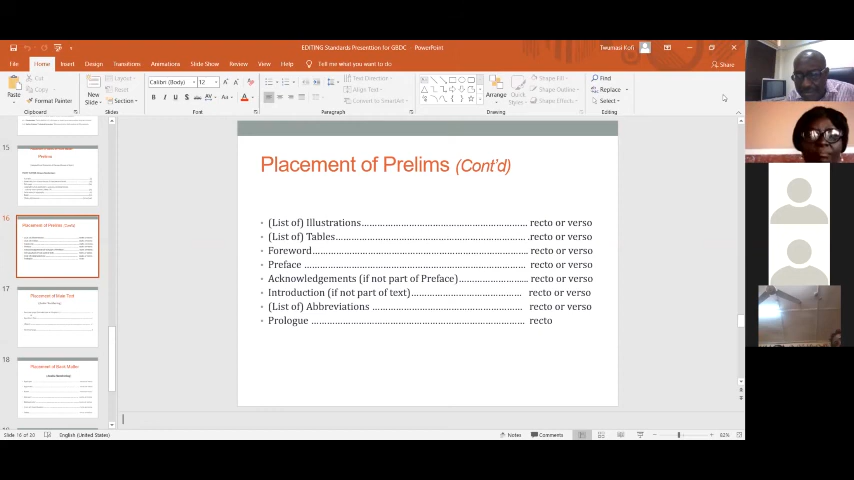 EDITING Standards Presenttion for GBDC - PowerPoint
Twumasi Kofi
File Home Insert Design Transitions Animations Slide Show Review View Help Tell me what you want to do
Share
Cut
Copy
Format Painter
Paste
Clipboard
New
Slide
Layout
Reset
Section
Slides
Calibri (Body) 12
Font
Paragraph
Text Direction
Align Text
Convert to SmartArt
Arrange
Quick
Styles
Shape Fill
Shape Outline
Shape Effects
Drawing
Find
Replace
Select
Editing
15
Prelims
16
Placement of Prelims (Cont'd)
17
Placement of Main Text
18
Placement of Back Matter
Placement of Prelims (Cont'd)
• (List of) Illustrations……………………………………………… recto or verso
• (List of) Tables……………………………………………………… .recto or verso
• Foreword……………………………………………………………… recto or verso
• Preface ………………………………………………………………… recto or verso
• Acknowledgements (if not part of Preface)…………………… recto or verso
• Introduction (if not part of text)………………………………… recto or verso
• (List of) Abbreviations …………………………………………… recto or verso
• Prologue ……………………………………………………………… recto
Slide 16 of 20 English (United States)
Notes Comments 82%